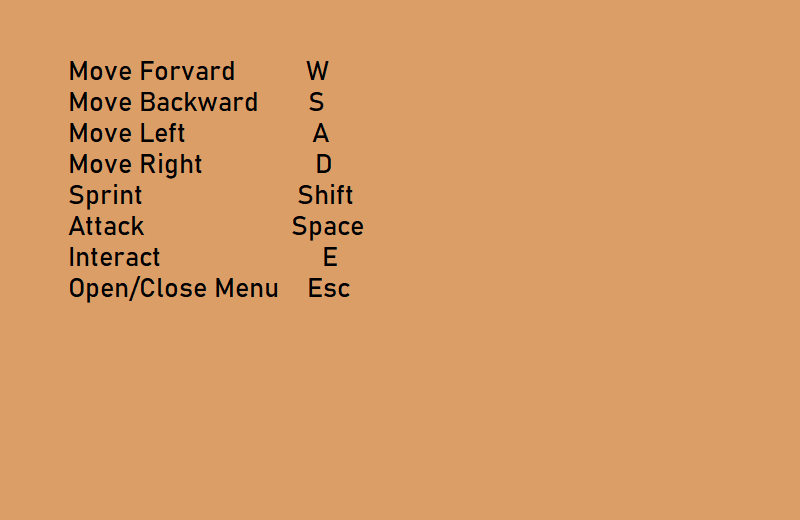 Move Forvard W
Move Backward S
Move Left A
Move Right D
Sprint Shift
Attack Space
Interact E
Open/Close Menu Esc